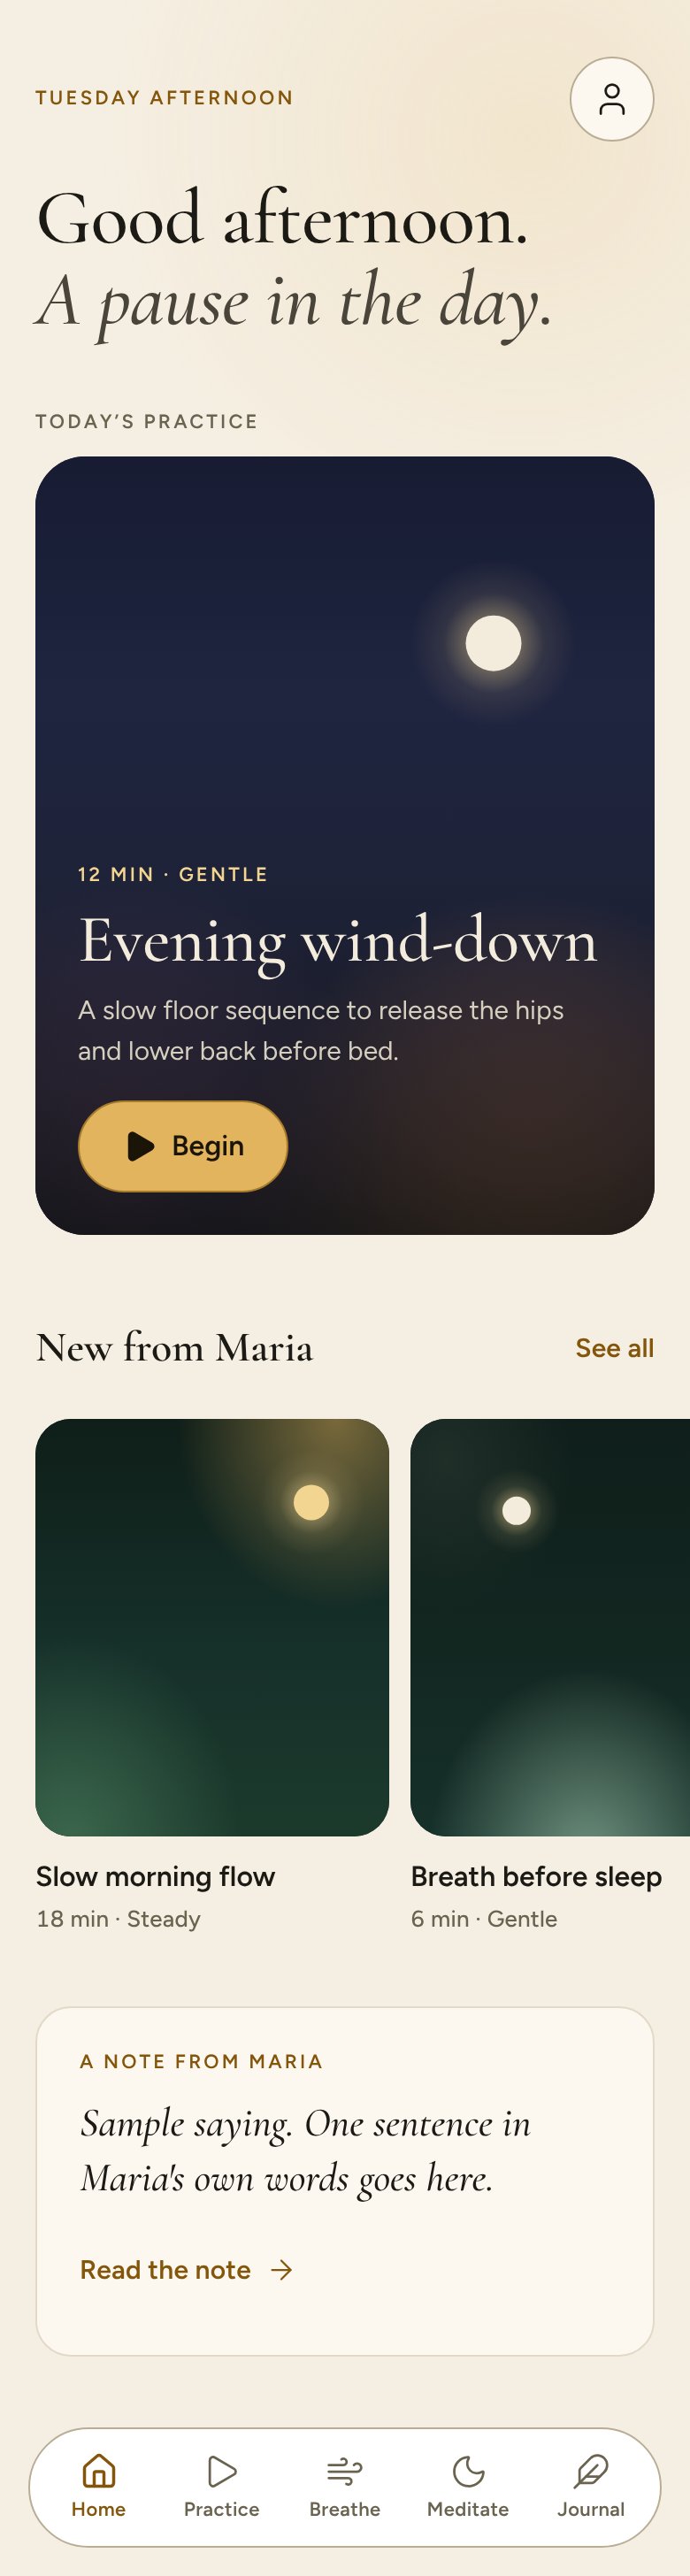 TUESDAY AFTERNOON
Good afternoon.
A pause in the day.
TODAY’S PRACTICE
12 MIN · GENTLE
Evening wind-down
A slow floor sequence to release the hips
and lower back before bed.
Begin
New from Maria
See all
Slow morning flow
18 min · Steady
Breath before sleep
6 min · Gentle
A NOTE FROM MARIA
Sample saying. One sentence in
Maria's own words goes here.
Read the note
Home
Practice
Breathe
Meditate
Journal